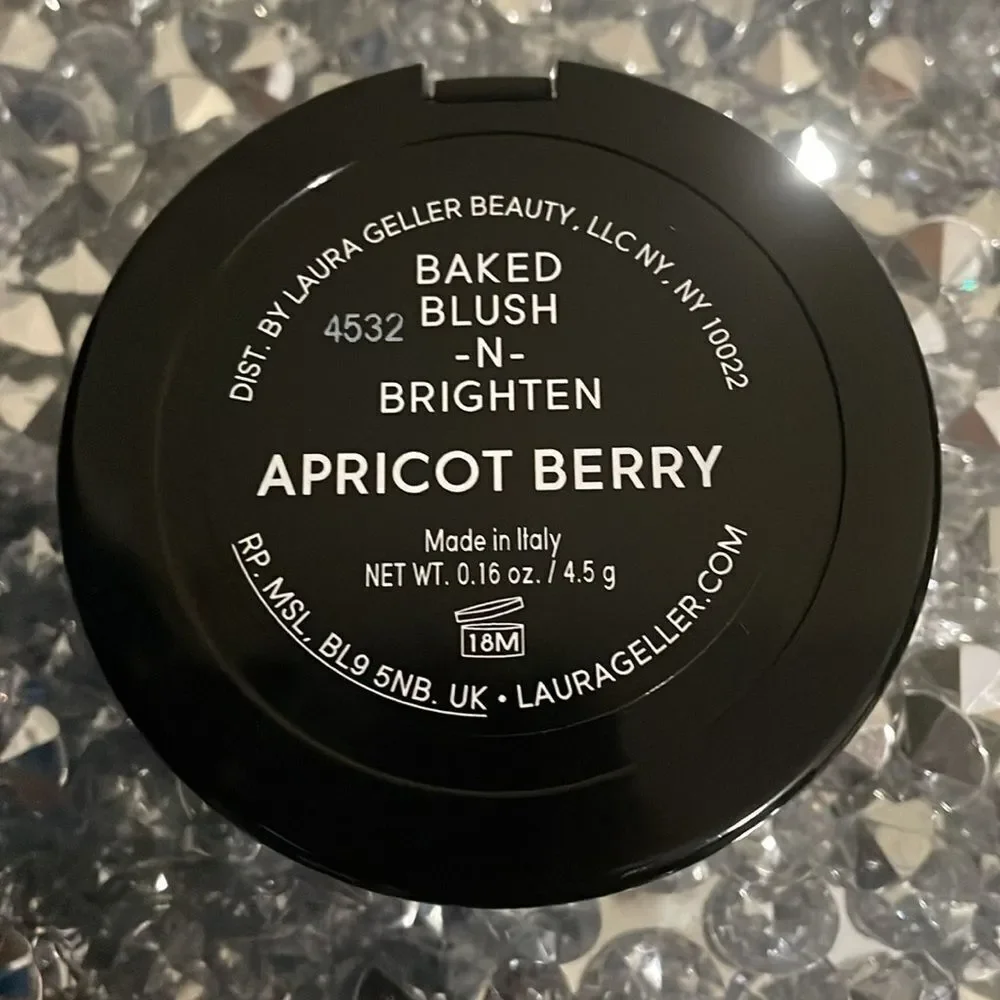 DIST. BY LAURA GELLER BEAUTY, LLC NY, NY 10022
BAKED
4532 BLUSH
-N-
BRIGHTEN
APRICOT BERRY
Made in Italy
NET WT. 0.16 oz. / 4.5 g
18M
RP. MSL, BL9 5NB. UK • LAURAGELLER.COM